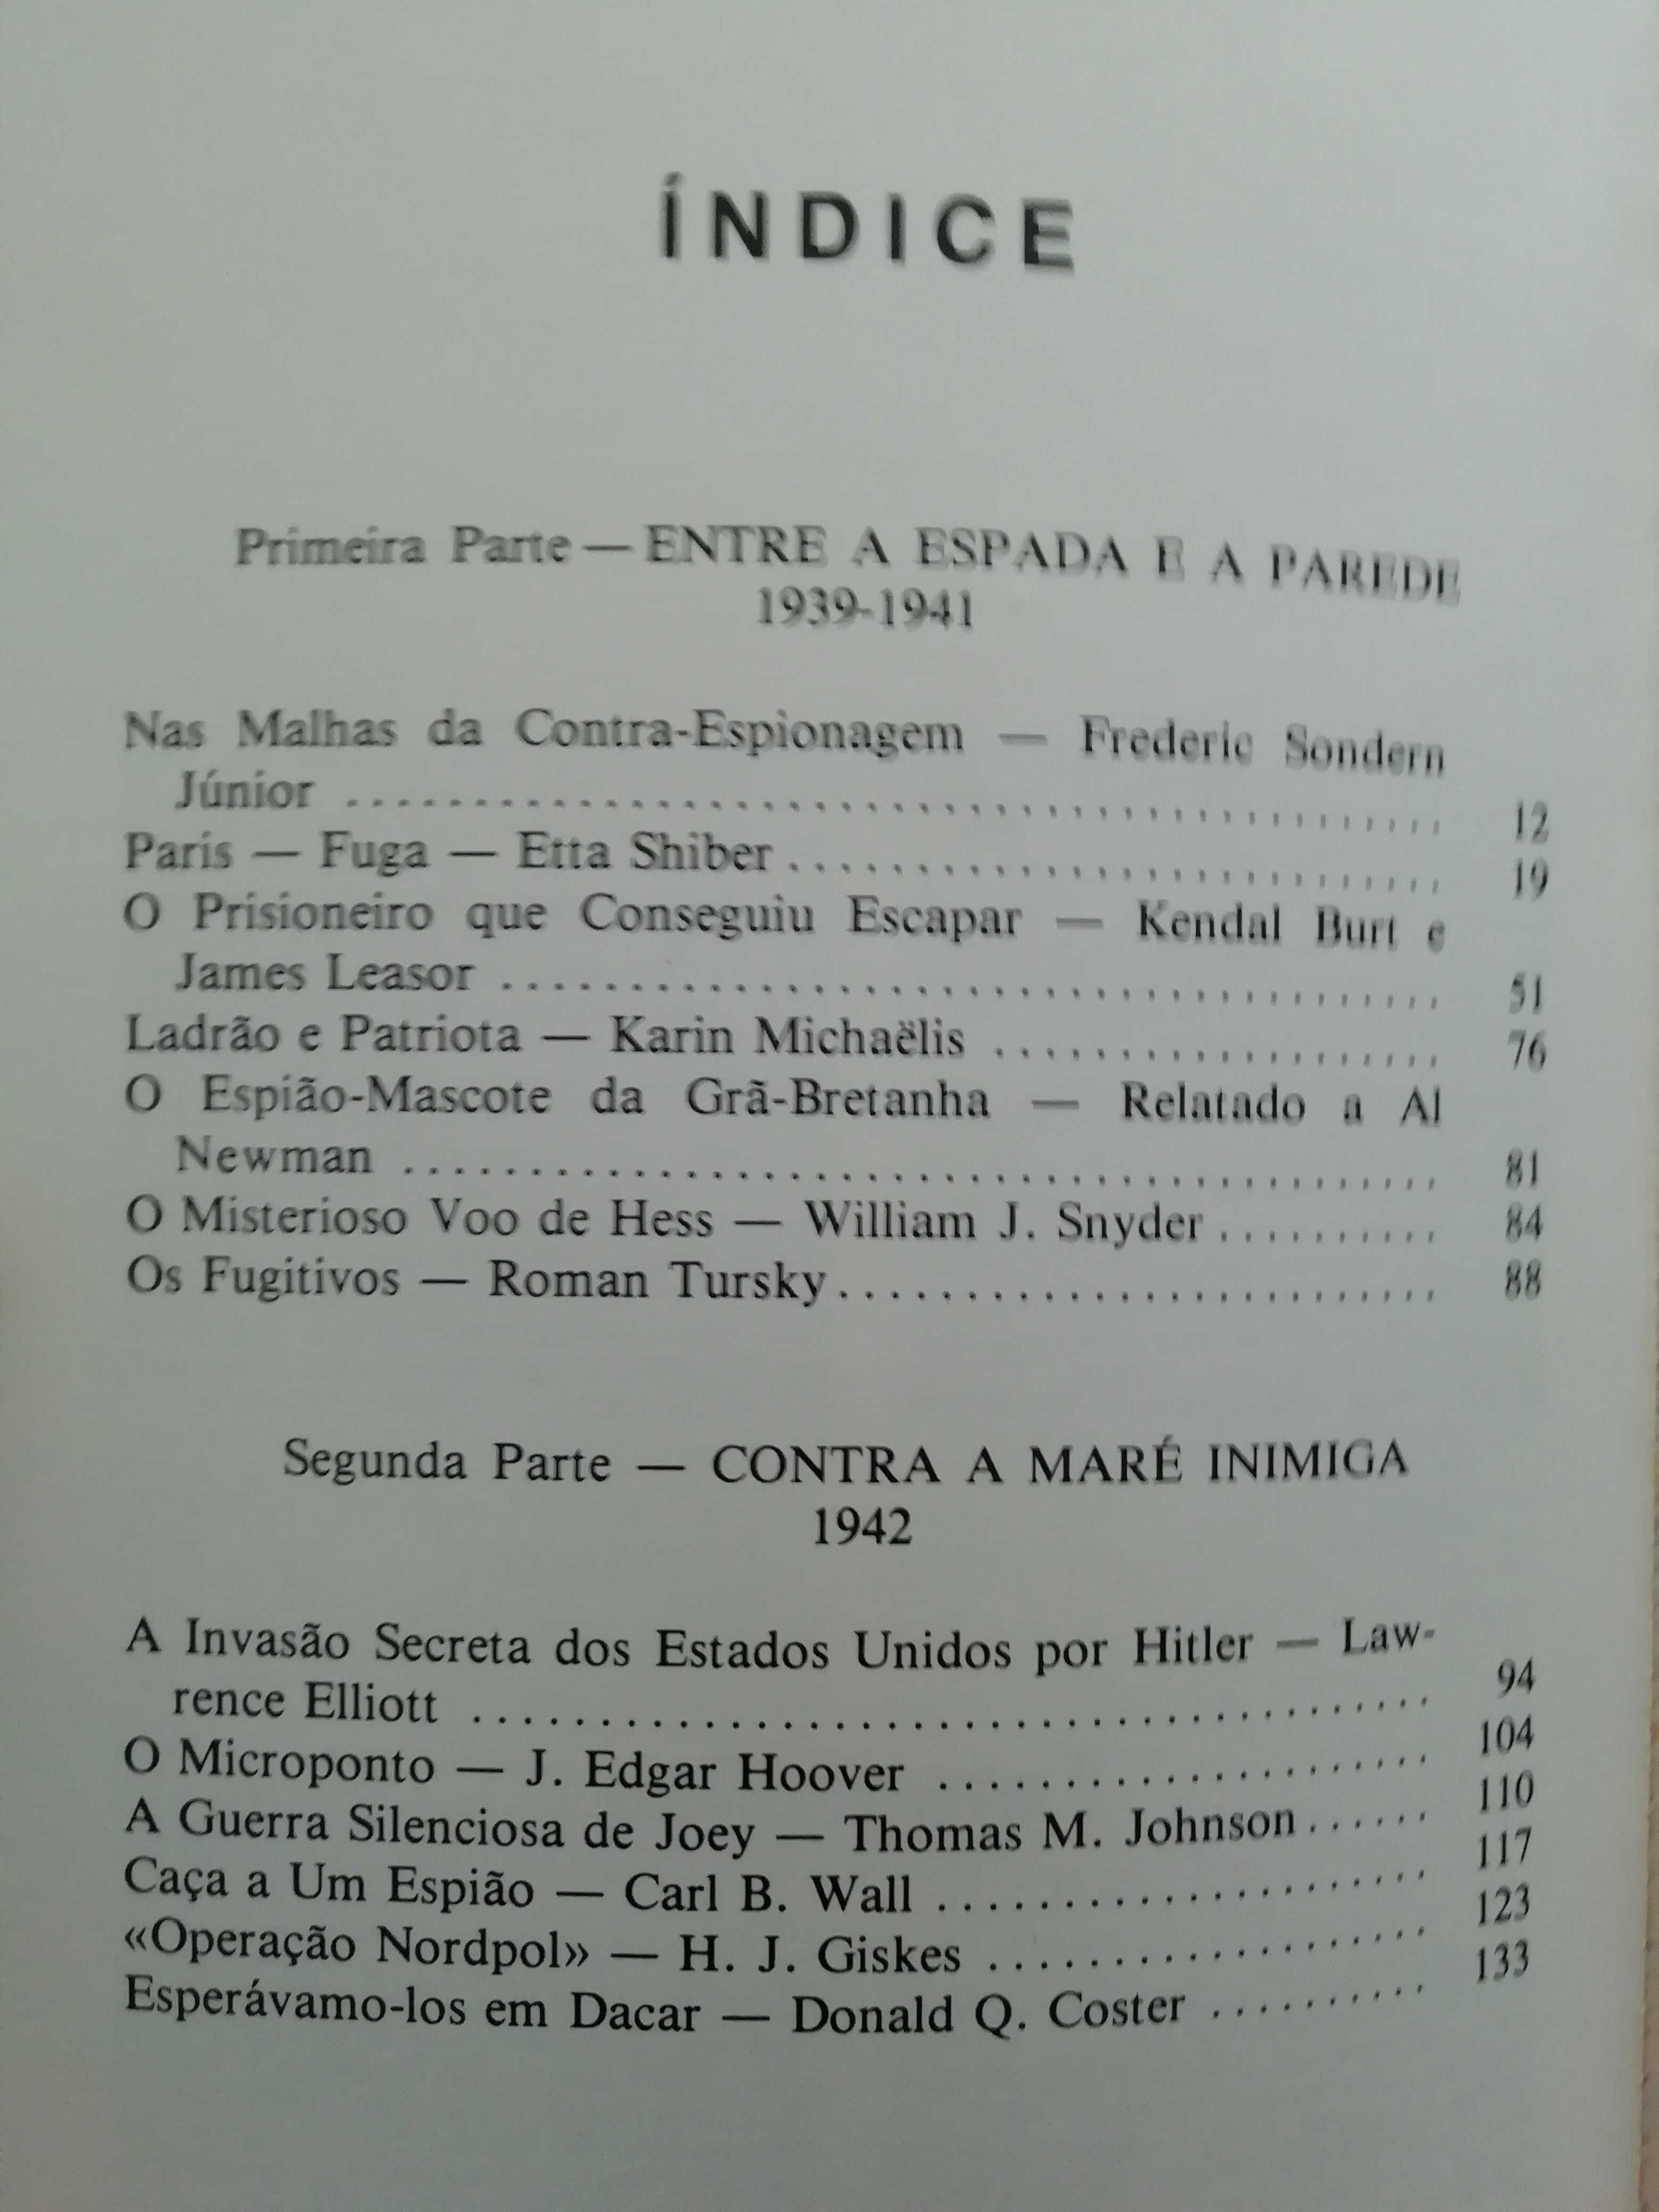 ÍNDICE
Primeira Parte — ENTRE A ESPADA E A PAREDE
1939-1941
Nas Malhas da Contra-Espionagem — Frederic Sondern
Júnior ........................................ 12
Paris — Fuga — Etta Shiber .......................... 19
O Prisioneiro que Conseguiu Escapar — Kendal Burt e
James Leasor ..................................... 51
Ladrão e Patriota — Karin Michaëlis .................. 76
O Espião-Mascote da Grã-Bretanha — Relatado a Al
Newman ........................................ 81
O Misterioso Voo de Hess — William J. Snyder .......... 84
Os Fugitivos — Roman Tursky ........................ 88
Segunda Parte — CONTRA A MARÉ INIMIGA
1942
A Invasão Secreta dos Estados Unidos por Hitler — Law-
rence Elliott ...................................... 94
O Microponto — J. Edgar Hoover .................... 104
A Guerra Silenciosa de Joey — Thomas M. Johnson ...... 110
Caça a Um Espião — Carl B. Wall .................... 117
«Operação Nordpol» — H. J. Giskes .................. 123
Esperávamo-los em Dacar — Donald Q. Coster .......... 133